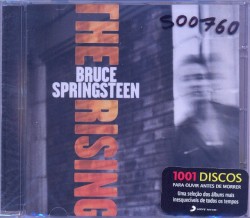 S00760
THE RISING
BRUCE
SPRINGSTEEN
1001 DISCOS
PARA OUVIR ANTES DE MORRER
Uma seleção dos álbuns mais
inesquecíveis de todos os tempos